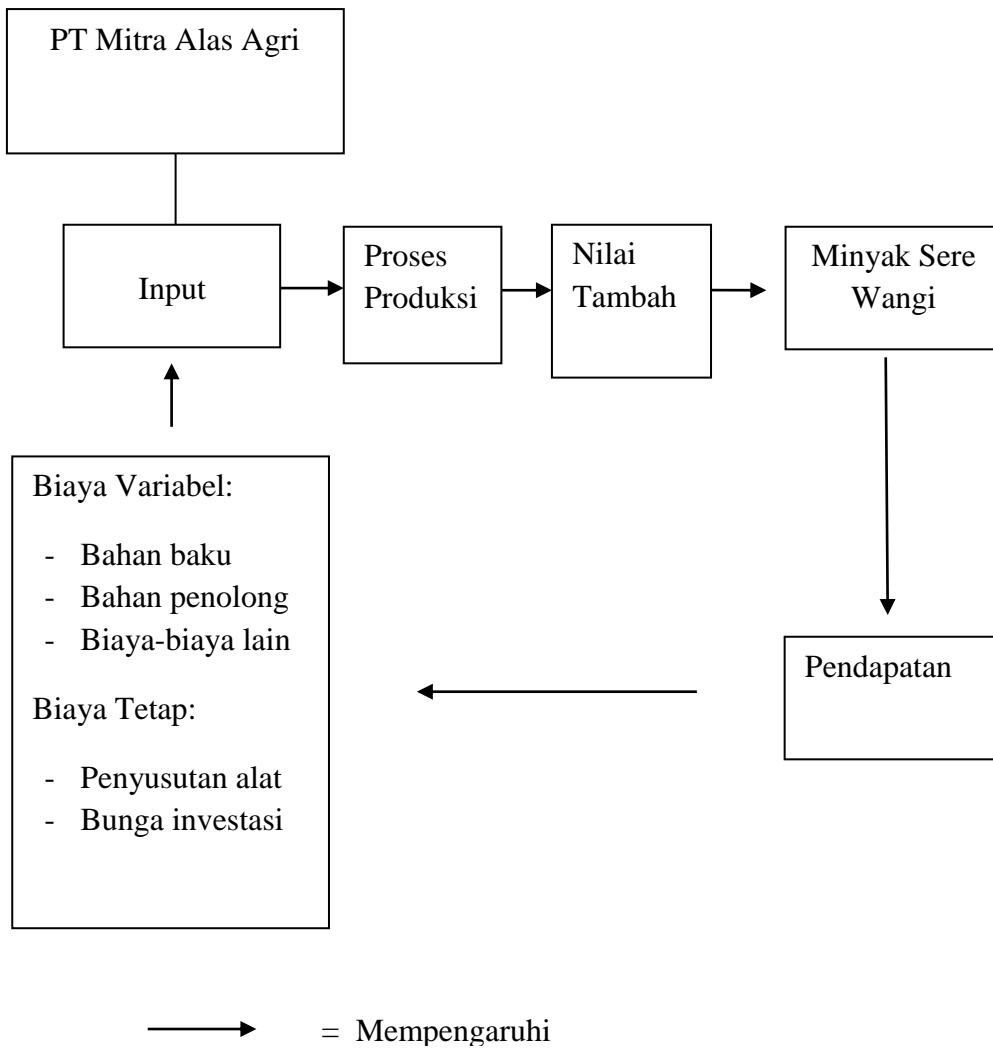 PT Mitra Alas Agri
Input
Proses
Produksi
Nilai
Tambah
Minyak Sere
Wangi
Biaya Variabel:
- Bahan baku
- Bahan penolong
- Biaya-biaya lain
Biaya Tetap:
- Penyusutan alat
- Bunga investasi
Pendapatan
= Mempengaruhi